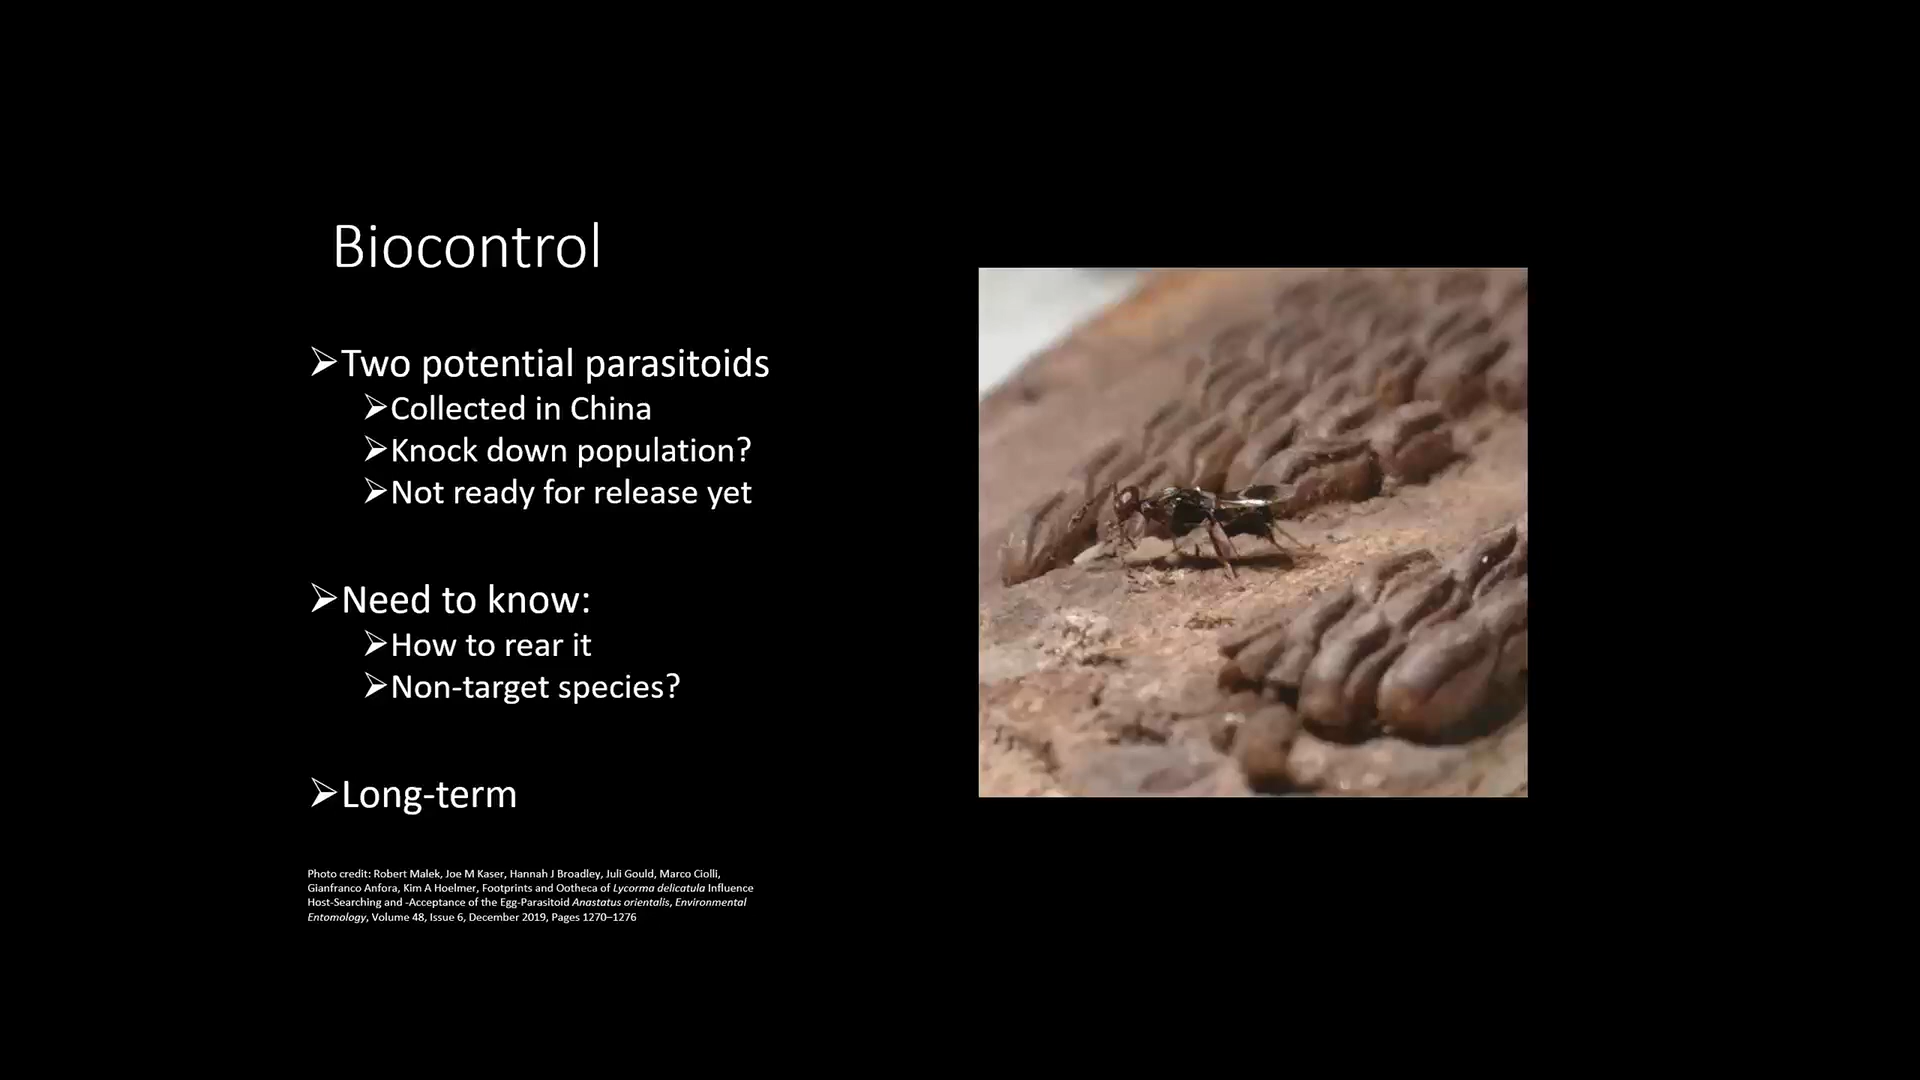 Biocontrol
➢Two potential parasitoids
➢Collected in China
➢Knock down population?
➢Not ready for release yet
➢Need to know:
➢How to rear it
➢Non-target species?
➢Long-term
Photo credit: Robert Malek, Joe M Kaser, Hannah J Broadley, Juli Gould, Marco Ciolli,
Gianfranco Anfora, Kim A Hoelmer, Footprints and Ootheca of Lycorma delicatula Influence
Host-Searching and -Acceptance of the Egg-Parasitoid Anastatus orientalis, Environmental
Entomology, Volume 48, Issue 6, December 2019, Pages 1270–1276